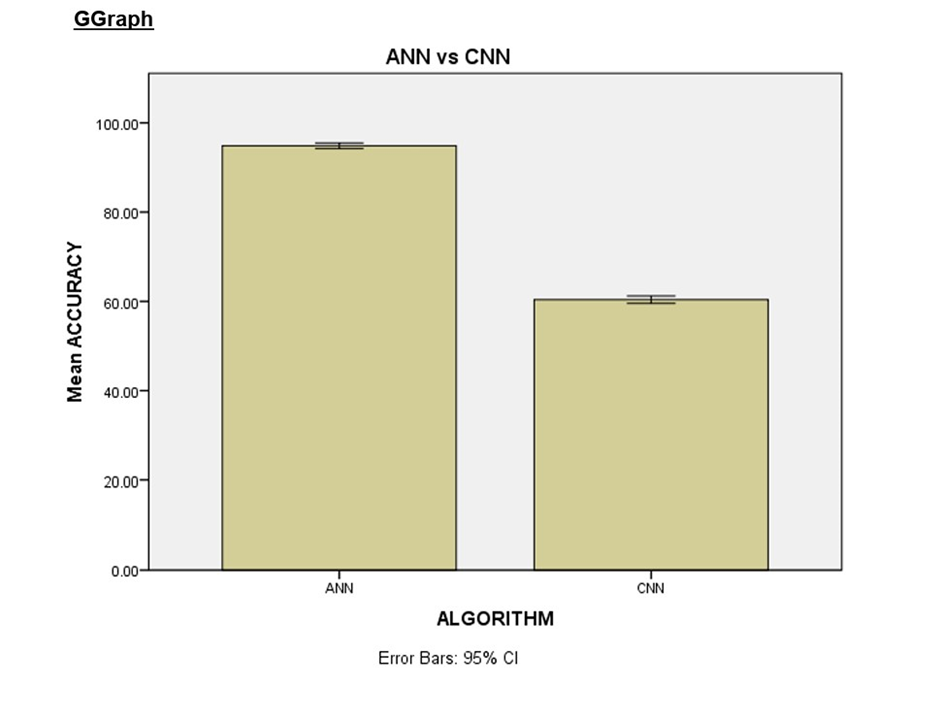 GGraph
ANN vs CNN
100.00
80.00
60.00
40.00
20.00
0.00
Mean ACCURACY
ANN CNN
ALGORITHM
Error Bars: 95% CI